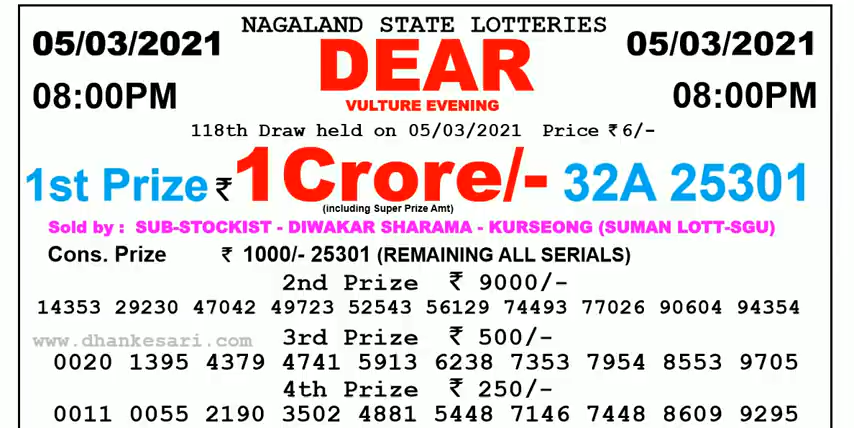 NAGALAND STATE LOTTERIES
05/03/2021 DEAR 05/03/2021
08:00PM VULTURE EVENING 08:00PM
118th Draw held on 05/03/2021 Price ₹ 6/-
1st Prize ₹ 1Crore/- 32A 25301
(including Super Prize Amt)
Sold by : SUB-STOCKIST - DIWAKAR SHARAMA - KURSEONG (SUMAN LOTT-SGU)
Cons. Prize ₹ 1000/- 25301 (REMAINING ALL SERIALS)
2nd Prize ₹ 9000/-
14353 29230 47042 49723 52543 56129 74493 77026 90604 94354
www.dhankesari.com 3rd Prize ₹ 500/-
0020 1395 4379 4741 5913 6238 7353 7954 8553 9705
4th Prize ₹ 250/-
0011 0055 2190 3502 4881 5448 7146 7448 8609 9295